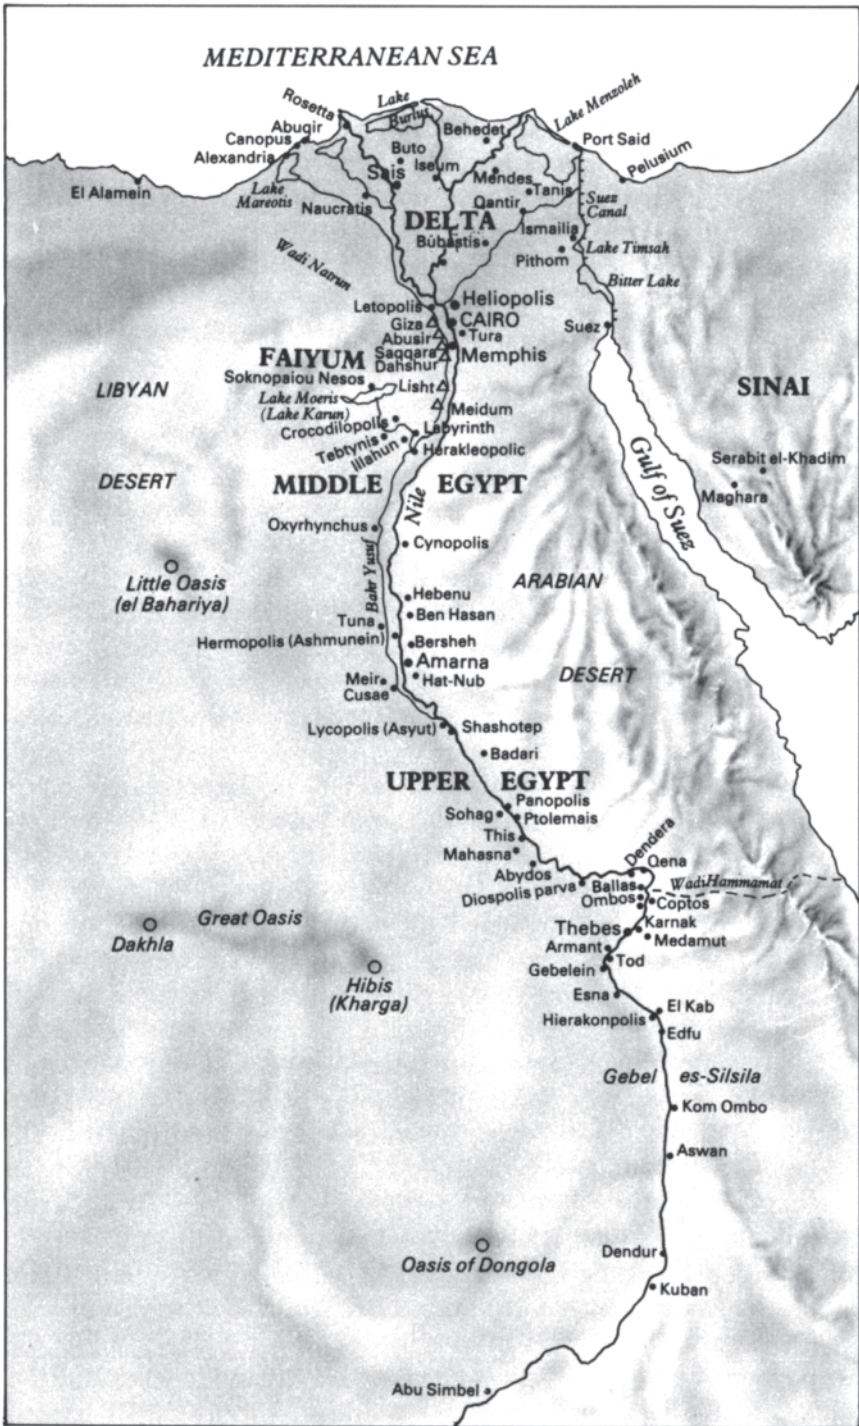 MEDITERRANEAN SEA
Rosetta
Lake
Burlus
Lake Menzoleh
Abuqir
Canopus
Alexandria
Behedet
Port Said
Buto
Sais
Iseum
Mendes
Tanis
Pelusium
El Alamein
Lake
Mareotis
Naucratis
Qantir
Suez
Canal
DELTA
Ismailia
Bubastis
Lake Timsah
Pithom
Wadi Natrun
Bitter Lake
Letopolis
Heliopolis
Giza
CAIRO
Abusir
Tura
Suez
Saqqara
Memphis
Dahshur
FAIYUM
Soknopaiou Nesos
Lisht
SINAI
LIBYAN
Lake Moeris
(Lake Karun)
Meidum
Crocodilopolis
Labyrinth
Tebtynis
Illahun
Herakleopolic
Gulf of Suez
Serabit el-Khadim
Maghara
DESERT
MIDDLE
EGYPT
Nile
Oxyrhynchus
Cynopolis
Bahr Yusuf
Little Oasis
(el Bahariya)
ARABIAN
Hebenu
Ben Hasan
Tuna
Hermopolis (Ashmunein)
Bersheh
Amarna
Hat-Nub
DESERT
Meir
Cusae
Lycopolis (Asyut)
Shashotep
Badari
UPPER
EGYPT
Panopolis
Sohag
Ptolemais
This
Mahasna
Abydos
Dendera
Qena
Diospolis parva
Ballas
Wadi Hammamat
Ombos
Coptos
Great Oasis
Dakhla
Thebes
Karnak
Medamut
Armant
Tod
Gebelein
Hibis
(Kharga)
Esna
El Kab
Hierakonpolis
Edfu
Gebel es-Silsila
Kom Ombo
Aswan
Oasis of Dongola
Dendur
Kuban
Abu Simbel